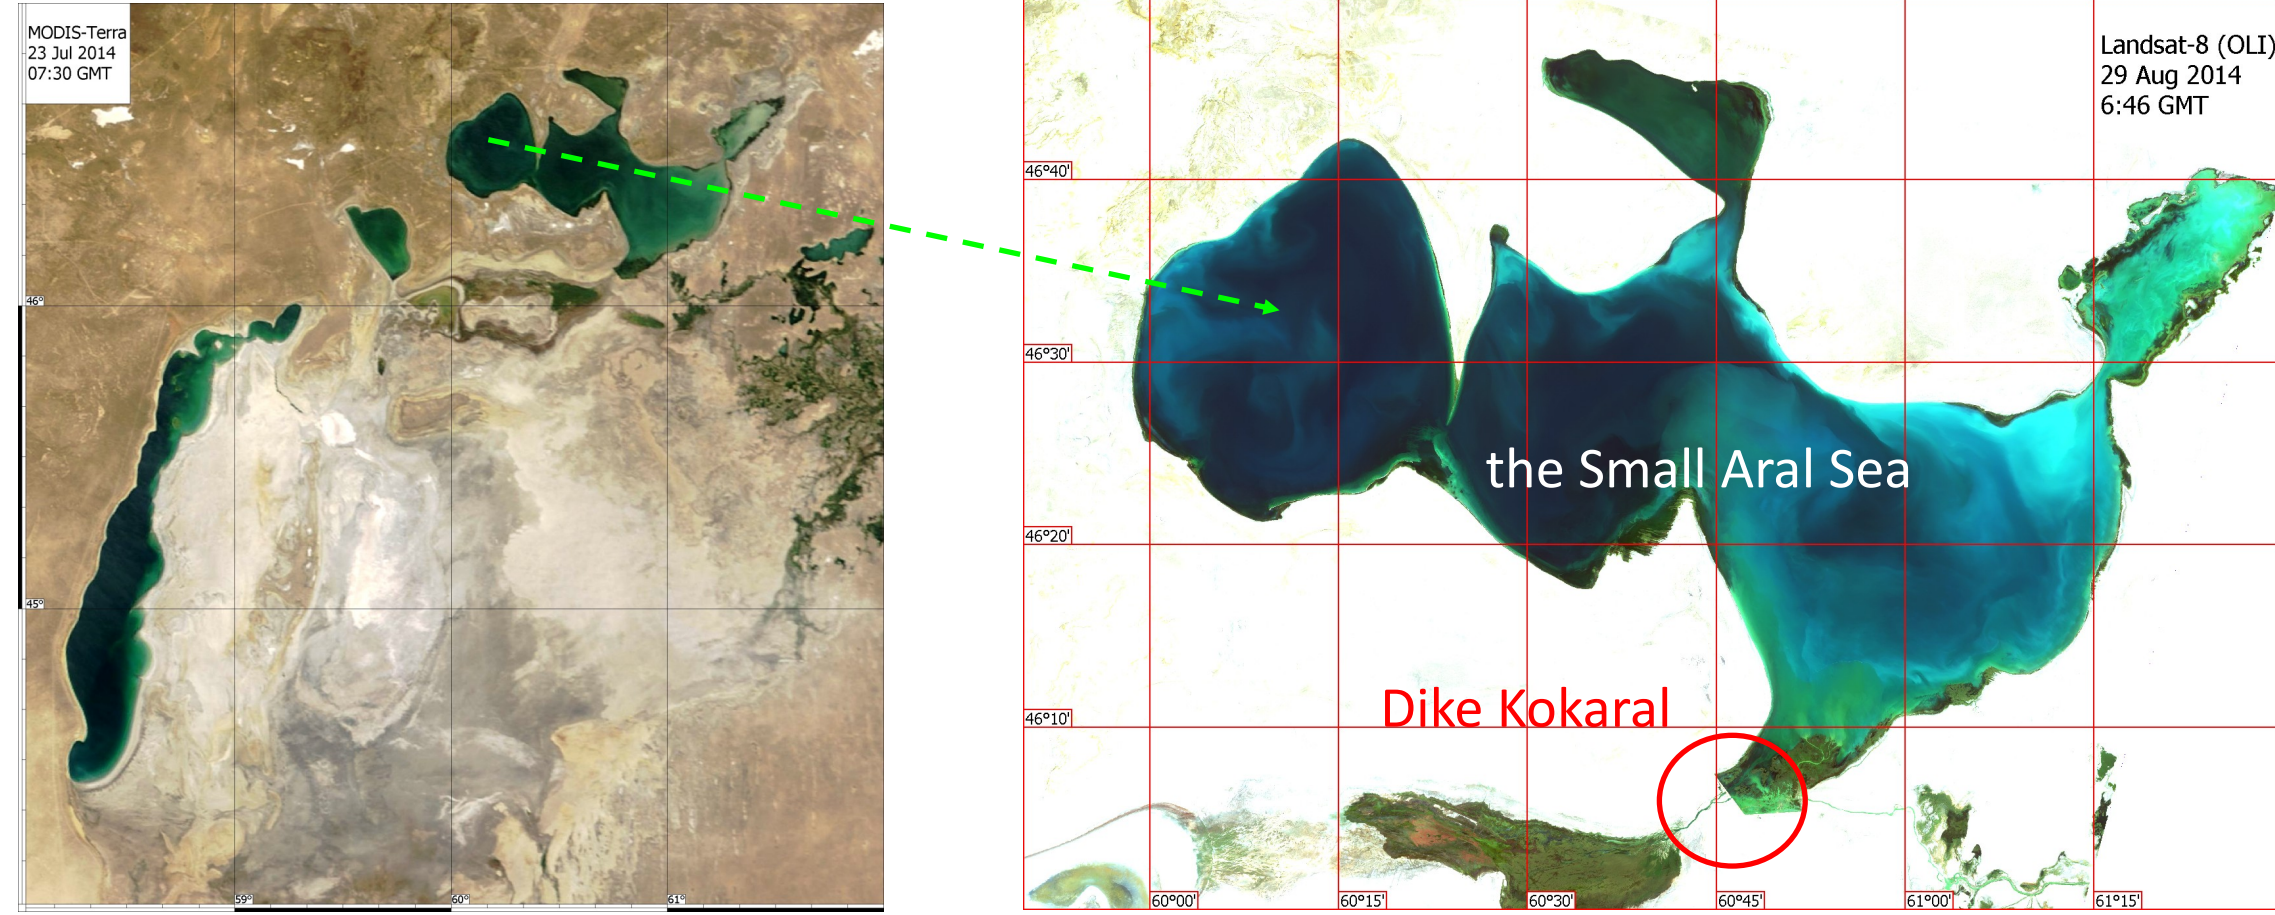 MODIS-Terra
23 Jul 2014
07:30 GMT
46°
45°
59°
60°
61°
Landsat-8 (OLI)
29 Aug 2014
6:46 GMT
46°40'
46°30'
the Small Aral Sea
46°20'
Dike Kokaral
46°10'
60°00'
60°15'
60°30'
60°45'
61°00'
61°15'